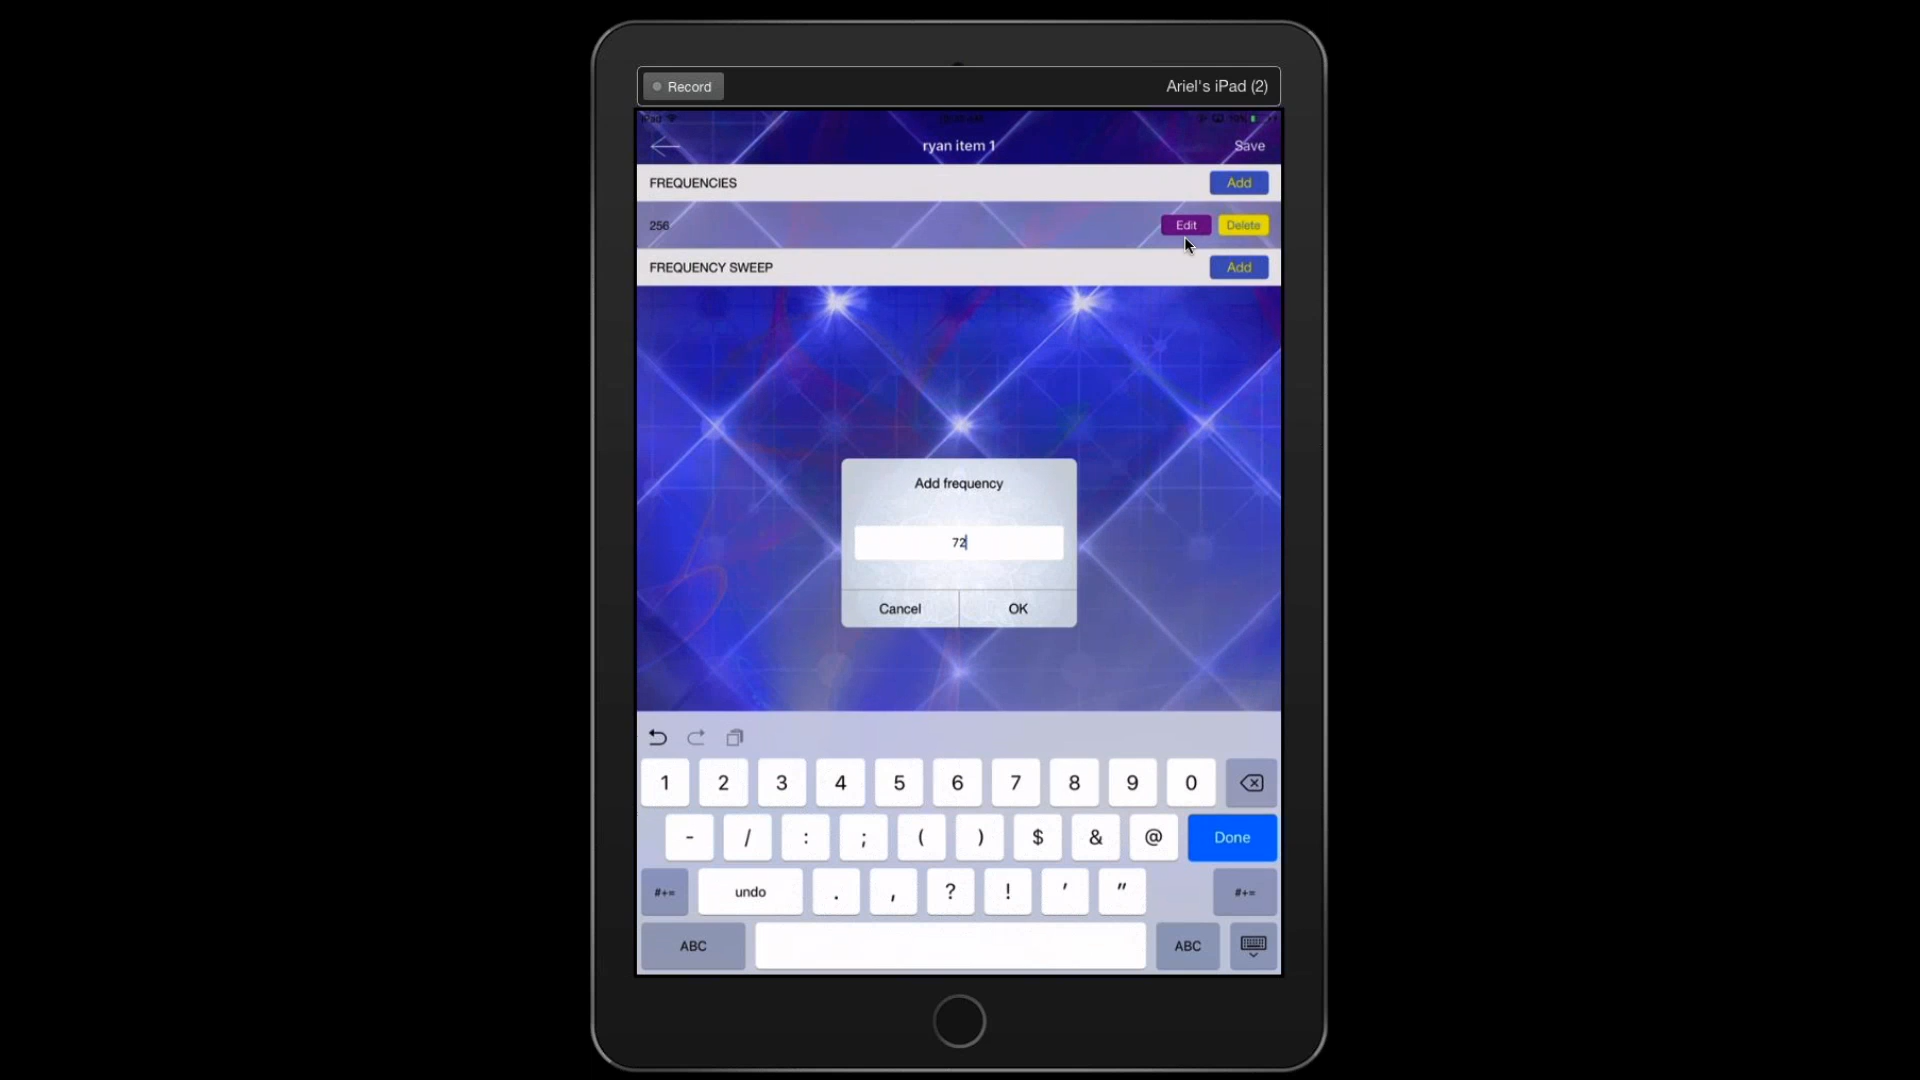 Record
Ariel's iPad (2)
iPad
ryan item 1
Save
FREQUENCIES
Add
256
Edit
Delete
FREQUENCY SWEEP
Add
Add frequency
72
Cancel
OK
1 2 3 4 5 6 7 8 9 0
- / : ; ( ) $ & @ Done
#+= undo . , ? ! ' " #+=
ABC ABC